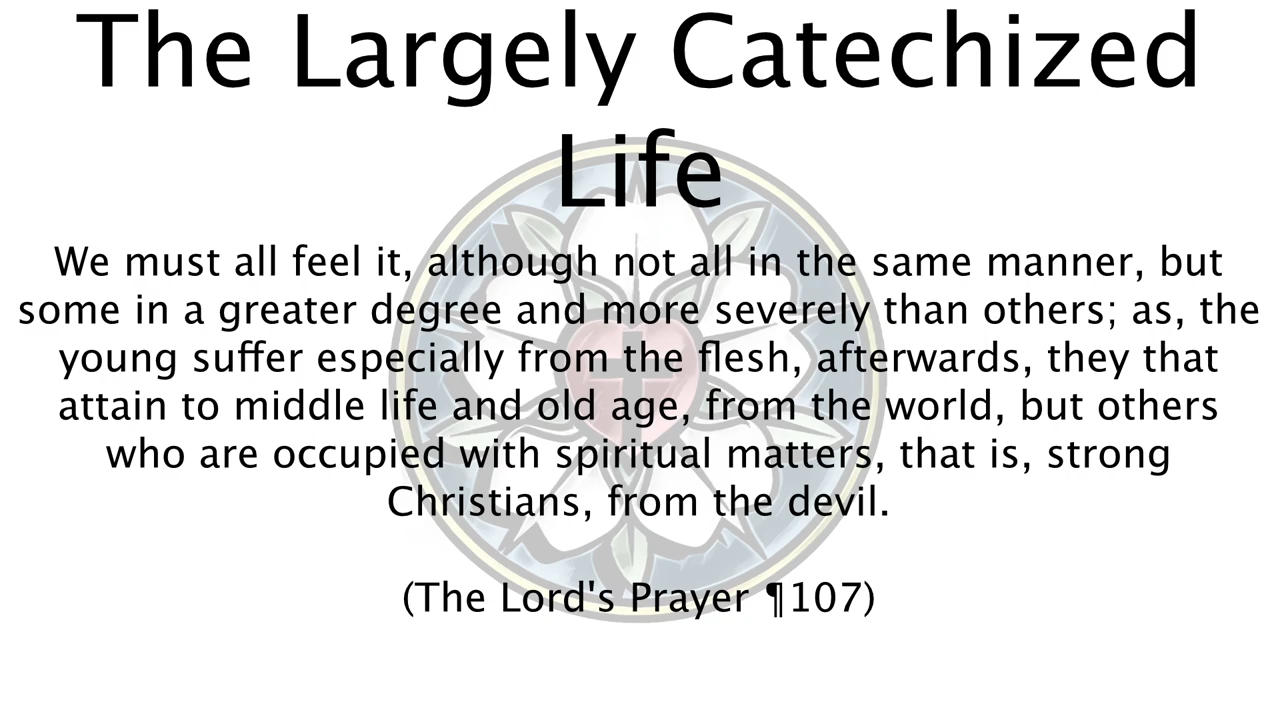 The Largely Catechized
Life
We must all feel it, although not all in the same manner, but
some in a greater degree and more severely than others; as, the
young suffer especially from the flesh, afterwards, they that
attain to middle life and old age, from the world, but others
who are occupied with spiritual matters, that is, strong
Christians, from the devil.
(The Lord's Prayer ¶107)